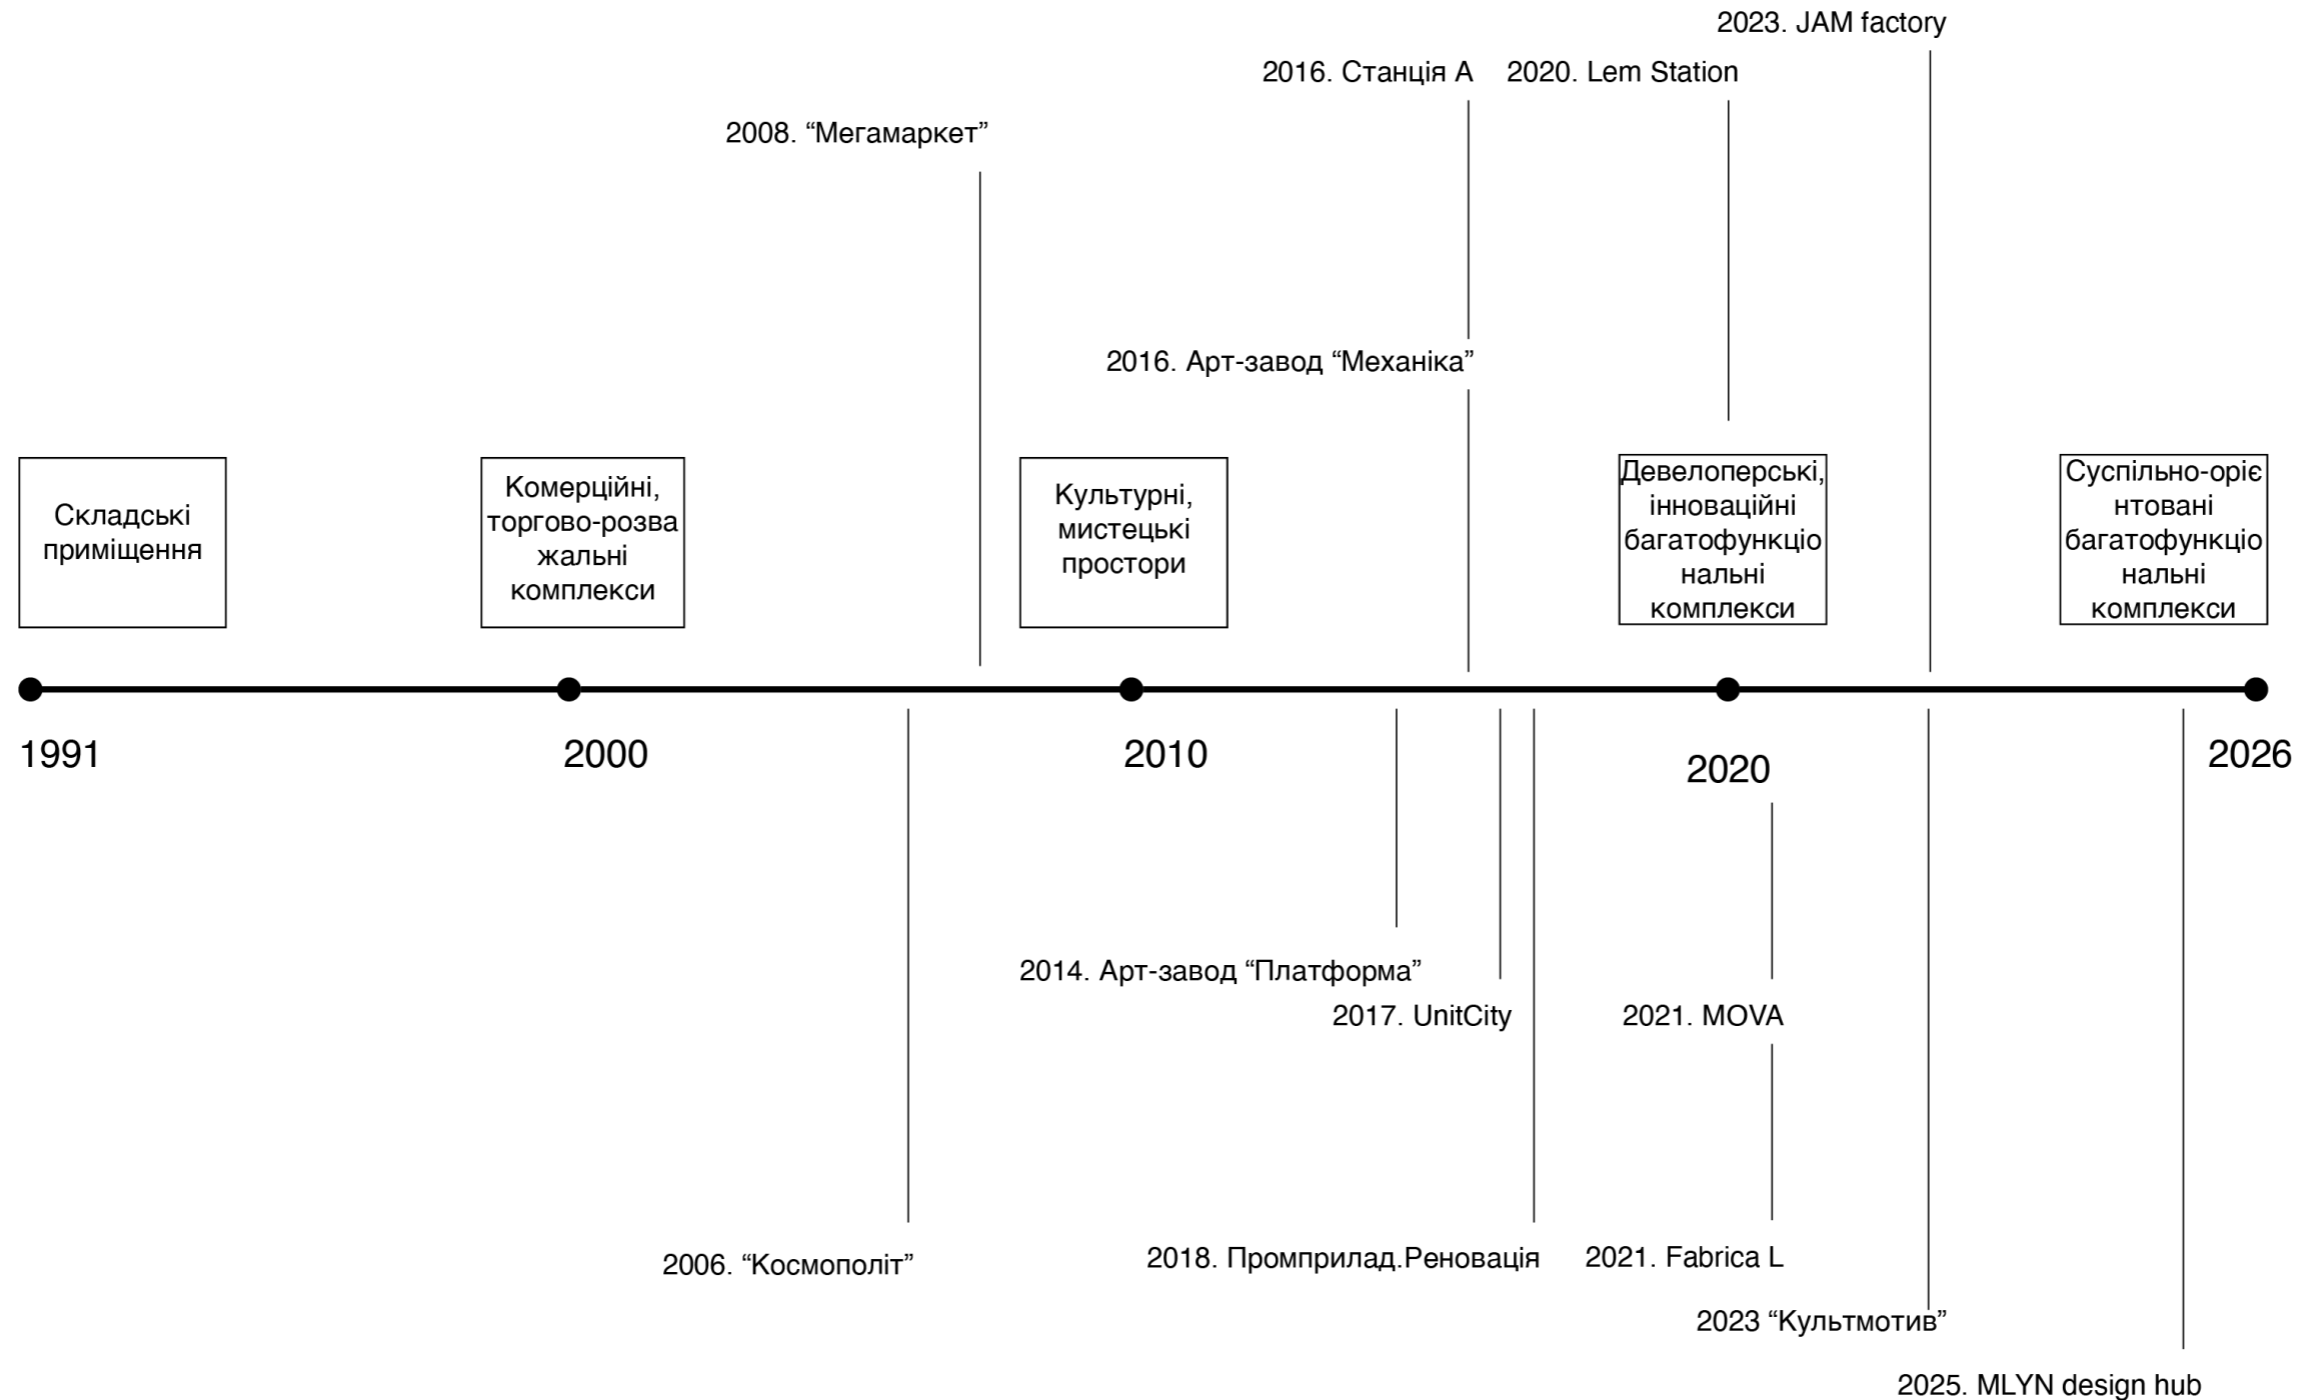 2023. JAM factory
2016. Станція А
2020. Lem Station
2008. “Мегамаркет”
2016. Арт-завод “Механіка”
Складські
приміщення
Комерційні,
торгово-розва
жальні
комплекси
Культурні,
мистецькі
простори
Девелоперські,
інноваційні
багатофункціо
нальні
комплекси
Суспільно-оріє
нтовані
багатофункціо
нальні
комплекси
1991
2000
2010
2020
2026
2014. Арт-завод “Платформа”
2017. UnitCity
2021. MOVA
2006. “Космополіт”
2018. Промприлад.Реновація
2021. Fabrica L
2023 “Культмотив”
2025. MLYN design hub